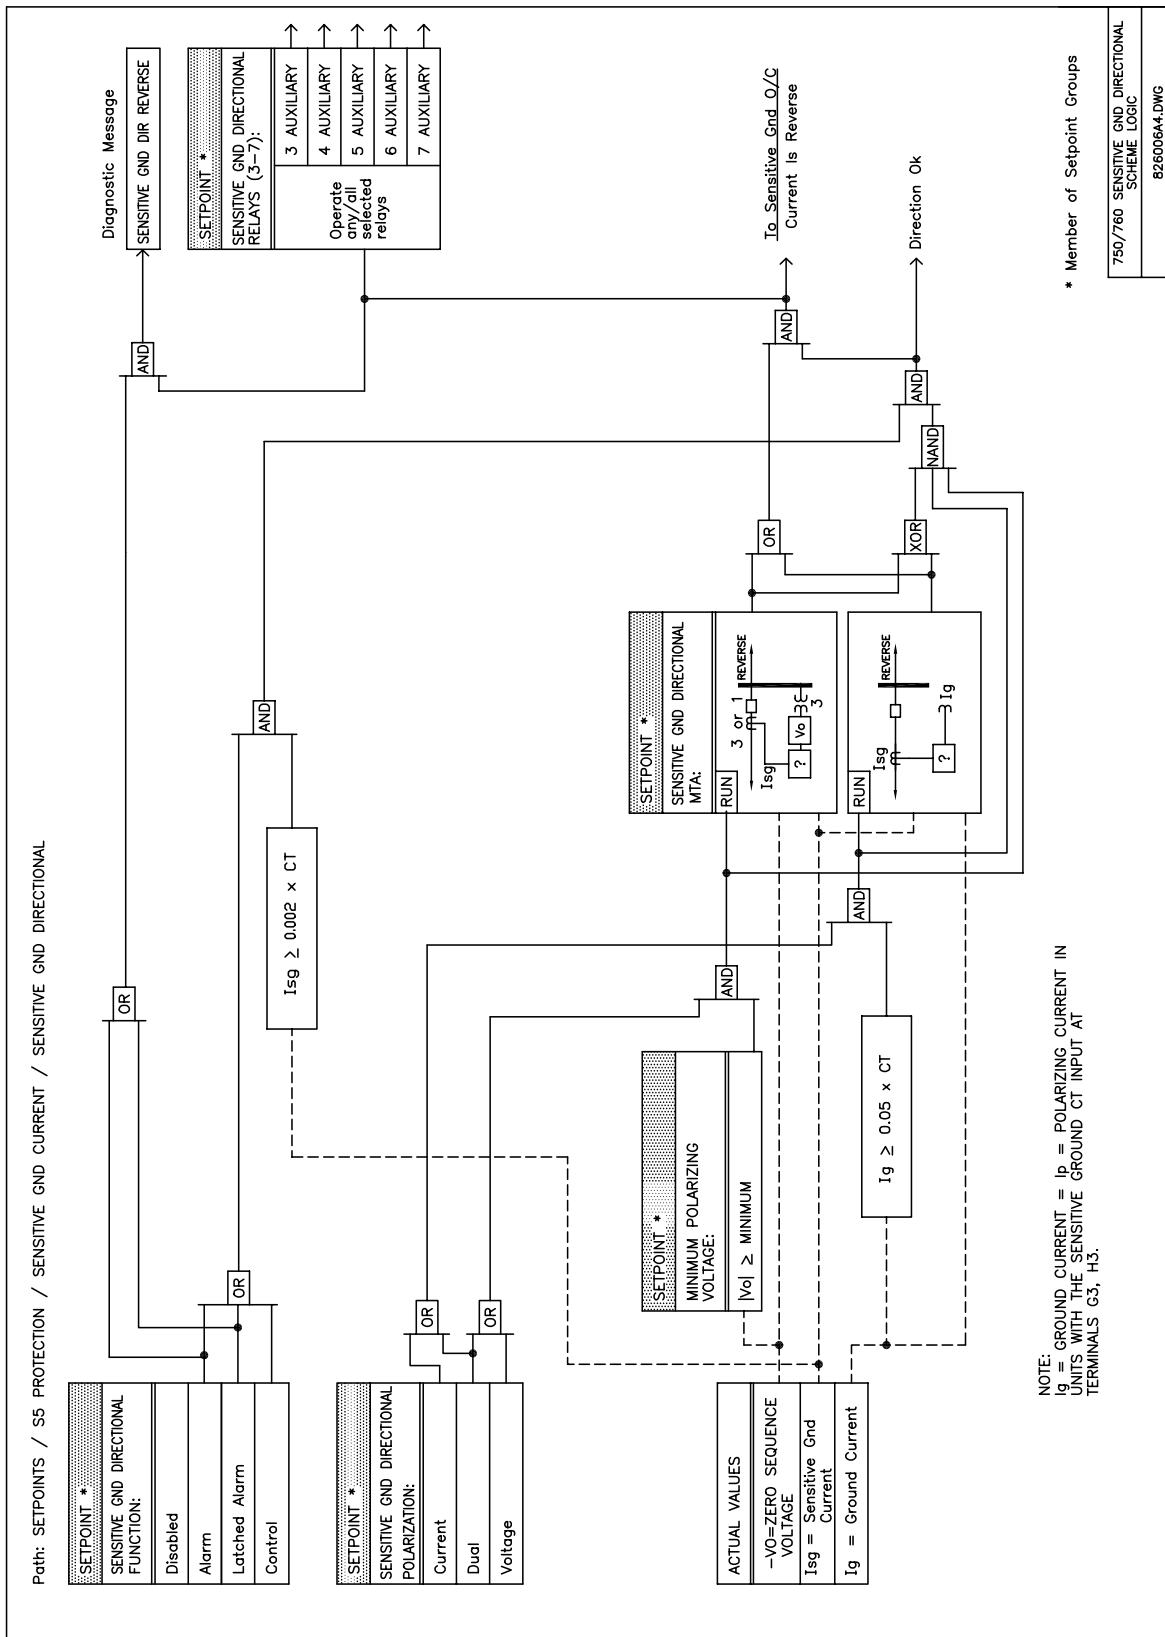 Path: SETPOINTS / S5 PROTECTION / SENSITIVE GND CURRENT / SENSITIVE GND DIRECTIONAL
SETPOINT *
SENSITIVE GND DIRECTIONAL
FUNCTION:
Disabled
Alarm
Latched Alarm
Control
OR
OR
SETPOINT *
SENSITIVE GND DIRECTIONAL
POLARIZATION:
Current
Dual
Voltage
OR
OR
ACTUAL VALUES
-VO=ZERO SEQUENCE
VOLTAGE
Isg = Sensitive Gnd
Current
Ig = Ground Current
Isg ≥ 0.002 × CT
AND
SETPOINT *
MINIMUM POLARIZING
VOLTAGE:
|Vo| ≥ MINIMUM
AND
Ig ≥ 0.05 × CT
AND
SETPOINT *
SENSITIVE GND DIRECTIONAL
MTA:
RUN
3 or 1
REVERSE
Isg
?
Vo
3
RUN
Isg
REVERSE
?
Ig
OR
XOR
NAND
AND
AND
AND
Diagnostic Message
SENSITIVE GND DIR REVERSE
SETPOINT *
SENSITIVE GND DIRECTIONAL
RELAYS (3-7):
Operate
any/all
selected
relays
3 AUXILIARY
4 AUXILIARY
5 AUXILIARY
6 AUXILIARY
7 AUXILIARY
To Sensitive Gnd O/C
Current Is Reverse
Direction Ok
NOTE:
Ig = GROUND CURRENT = Ip = POLARIZING CURRENT IN
UNITS WITH THE SENSITIVE GROUND CT INPUT AT
TERMINALS G3, H3.
* Member of Setpoint Groups
750/760 SENSITIVE GND DIRECTIONAL
SCHEME LOGIC
826006A4.DWG